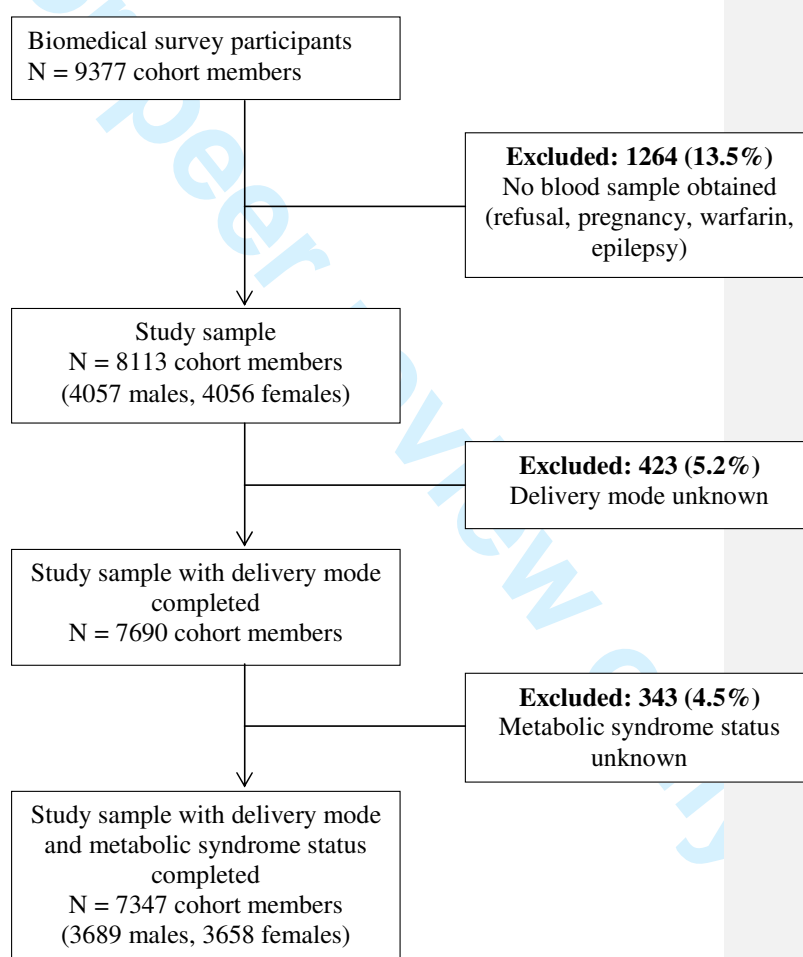 Biomedical survey participants
N = 9377 cohort members
Excluded: 1264 (13.5%)
No blood sample obtained
(refusal, pregnancy, warfarin,
epilepsy)
Study sample
N = 8113 cohort members
(4057 males, 4056 females)
Excluded: 423 (5.2%)
Delivery mode unknown
Study sample with delivery mode
completed
N = 7690 cohort members
Excluded: 343 (4.5%)
Metabolic syndrome status
unknown
Study sample with delivery mode
and metabolic syndrome status
completed
N = 7347 cohort members
(3689 males, 3658 females)
peer review only